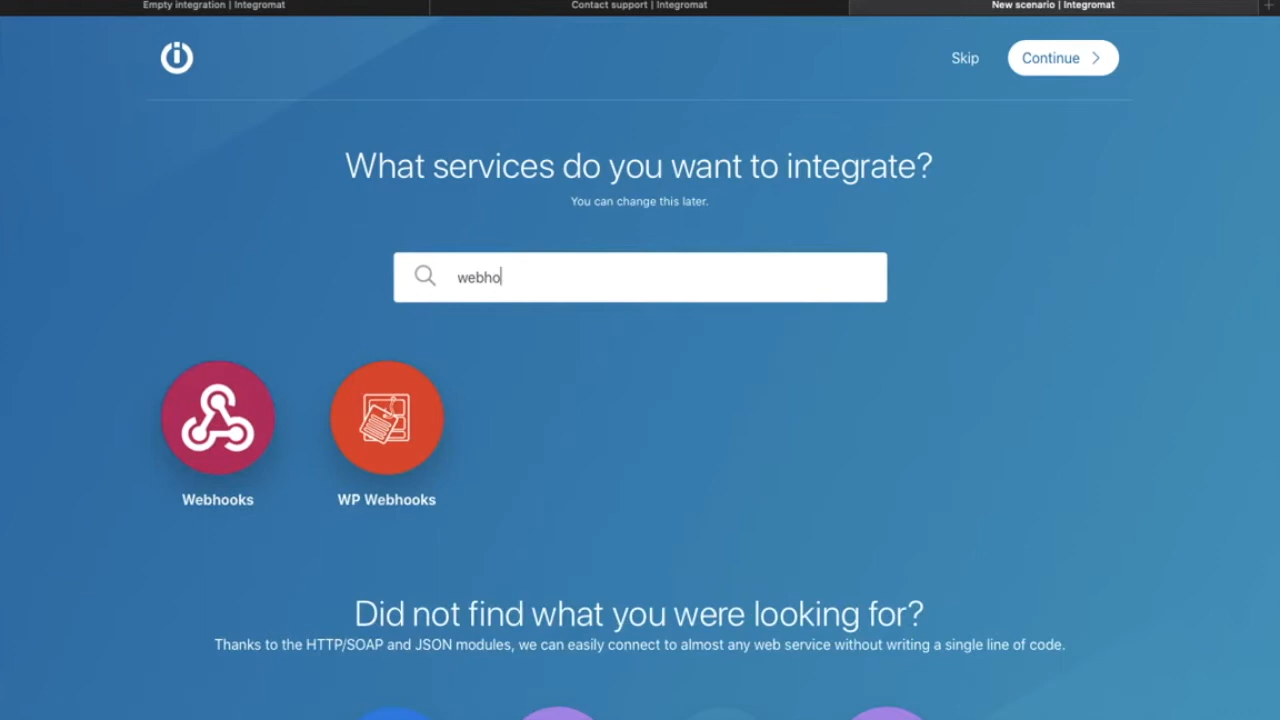 Empty integration | Integromat
Contact support | Integromat
New scenario | Integromat
Skip
Continue
What services do you want to integrate?
You can change this later.
webho
Webhooks
WP Webhooks
Did not find what you were looking for?
Thanks to the HTTP/SOAP and JSON modules, we can easily connect to almost any web service without writing a single line of code.